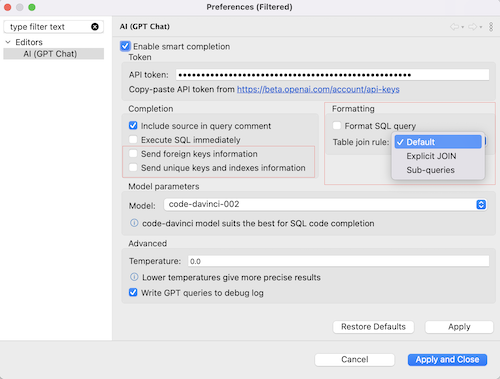 Preferences (Filtered)
type filter text
Editors
AI (GPT Chat)
AI (GPT Chat)
Enable smart completion
Token
API token: ••••••••••••••••••••••••••••••••••••••••••••••••••••
Copy-paste API token from https://beta.openai.com/account/api-keys
Completion
Include source in query comment
Execute SQL immediately
Send foreign keys information
Send unique keys and indexes information
Formatting
Format SQL query
Table join rule:
Default
Explicit JOIN
Sub-queries
Model parameters
Model: code-davinci-002
code-davinci model suits the best for SQL code completion
Advanced
Temperature: 0.0
Lower temperatures give more precise results
Write GPT queries to debug log
Restore Defaults
Apply
Cancel
Apply and Close